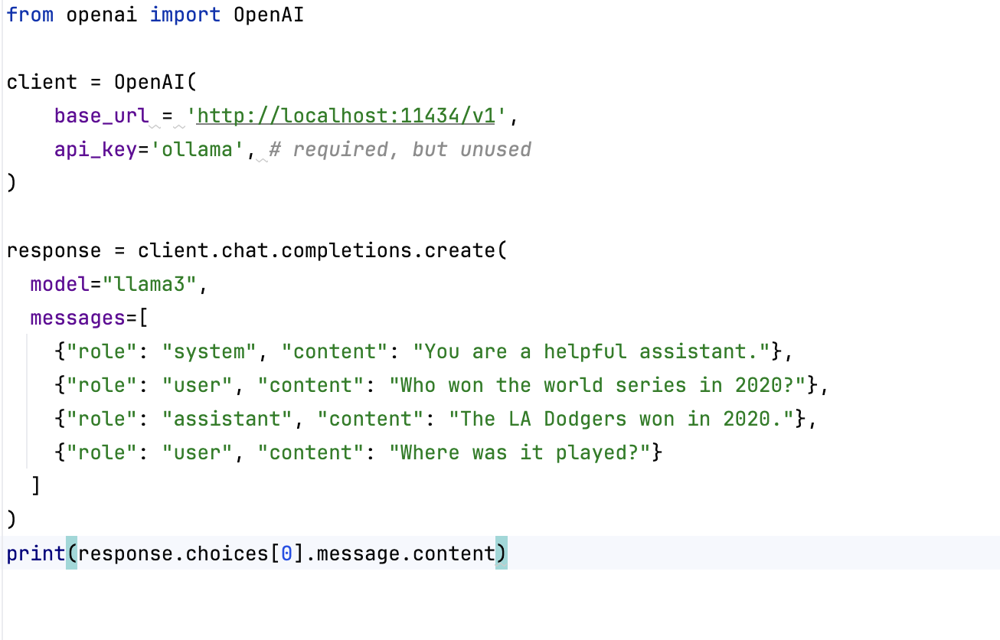 from openai import OpenAI
client = OpenAI(
base_url = 'http://localhost:11434/v1',
api_key='ollama', # required, but unused
)
response = client.chat.completions.create(
model="llama3",
messages=[
{"role": "system", "content": "You are a helpful assistant."},
{"role": "user", "content": "Who won the world series in 2020?"},
{"role": "assistant", "content": "The LA Dodgers won in 2020."},
{"role": "user", "content": "Where was it played?"}
]
)
print(response.choices[0].message.content)